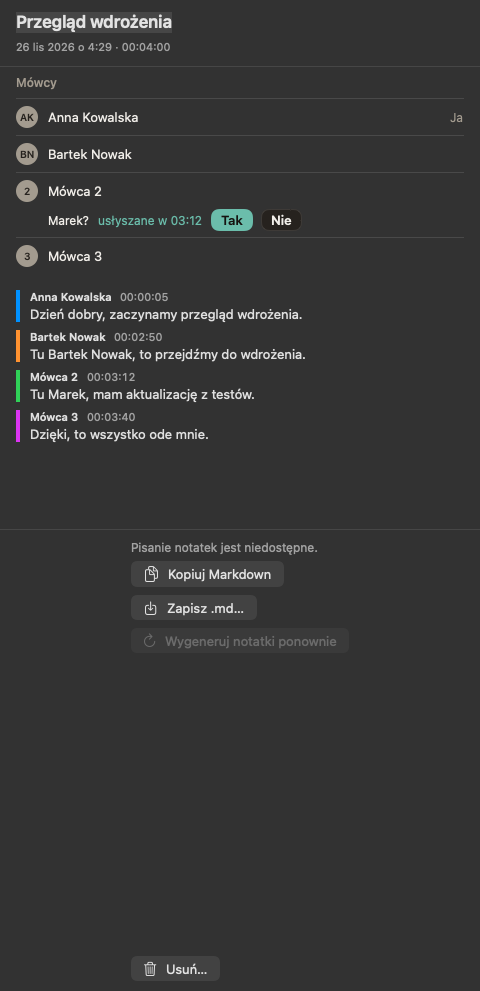 Przegląd wdrożenia
26 lis 2026 o 4:29 · 00:04:00
Mówcy
AK Anna Kowalska Ja
BN Bartek Nowak
2 Mówca 2
Marek? usłyszane w 03:12 Tak Nie
3 Mówca 3
Anna Kowalska 00:00:05
Dzień dobry, zaczynamy przegląd wdrożenia.
Bartek Nowak 00:02:50
Tu Bartek Nowak, to przejdźmy do wdrożenia.
Mówca 2 00:03:12
Tu Marek, mam aktualizację z testów.
Mówca 3 00:03:40
Dzięki, to wszystko ode mnie.
Pisanie notatek jest niedostępne.
Kopiuj Markdown
Zapisz .md...
Wygeneruj notatki ponownie
Usuń...